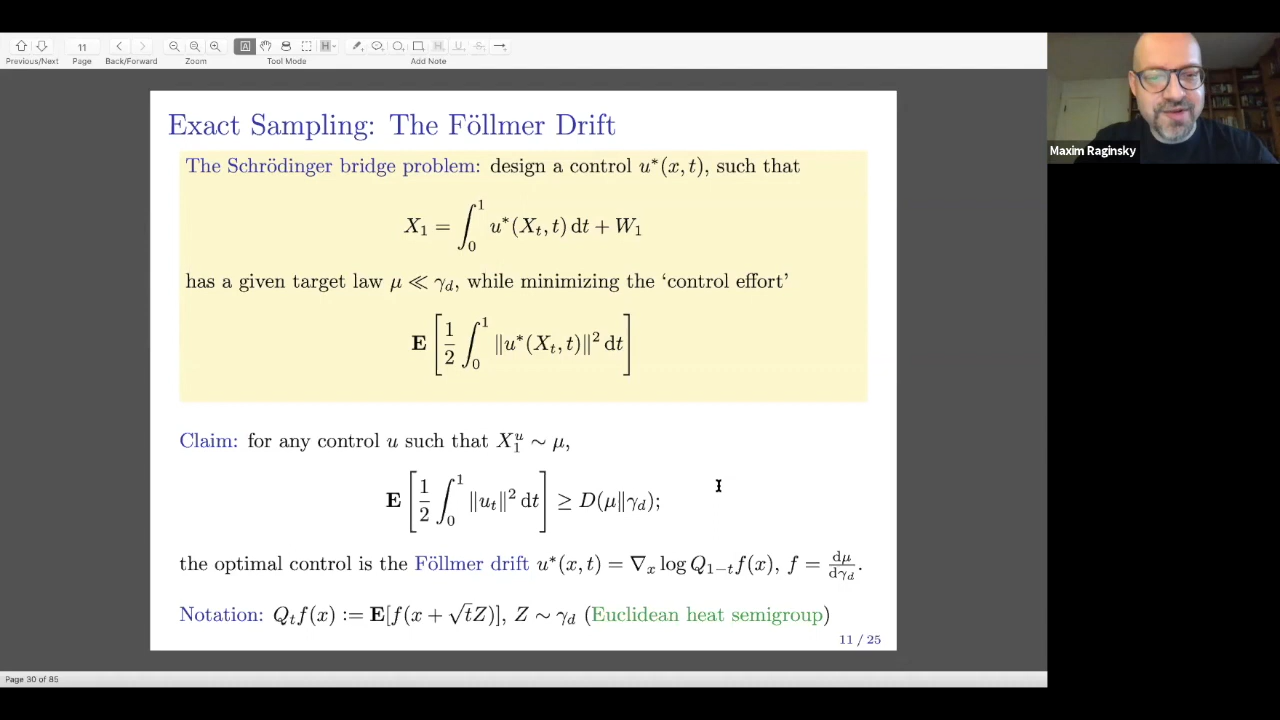 11
Previous/Next
Page
Back/Forward
Zoom
Tool Mode
Add Note
Exact Sampling: The Föllmer Drift
The Schrödinger bridge problem: design a control u*(x, t), such that
X₁ = ∫₀¹ u*(Xₜ, t) dt + W₁
has a given target law μ ≪ γ_d, while minimizing the ‘control effort’
E[1/2 ∫₀¹ ‖u*(Xₜ, t)‖² dt]
Claim: for any control u such that X₁ᵘ ∼ μ,
E[1/2 ∫₀¹ ‖uₜ‖² dt] ≥ D(μ‖γ_d);
the optimal control is the Föllmer drift u*(x, t) = ∇ₓ log Q₁₋ₜf(x), f = dμ/dγ_d.
Notation: Qₜf(x) := E[f(x + √tZ)], Z ∼ γ_d (Euclidean heat semigroup)
11 / 25
Page 30 of 85
Maxim Raginsky